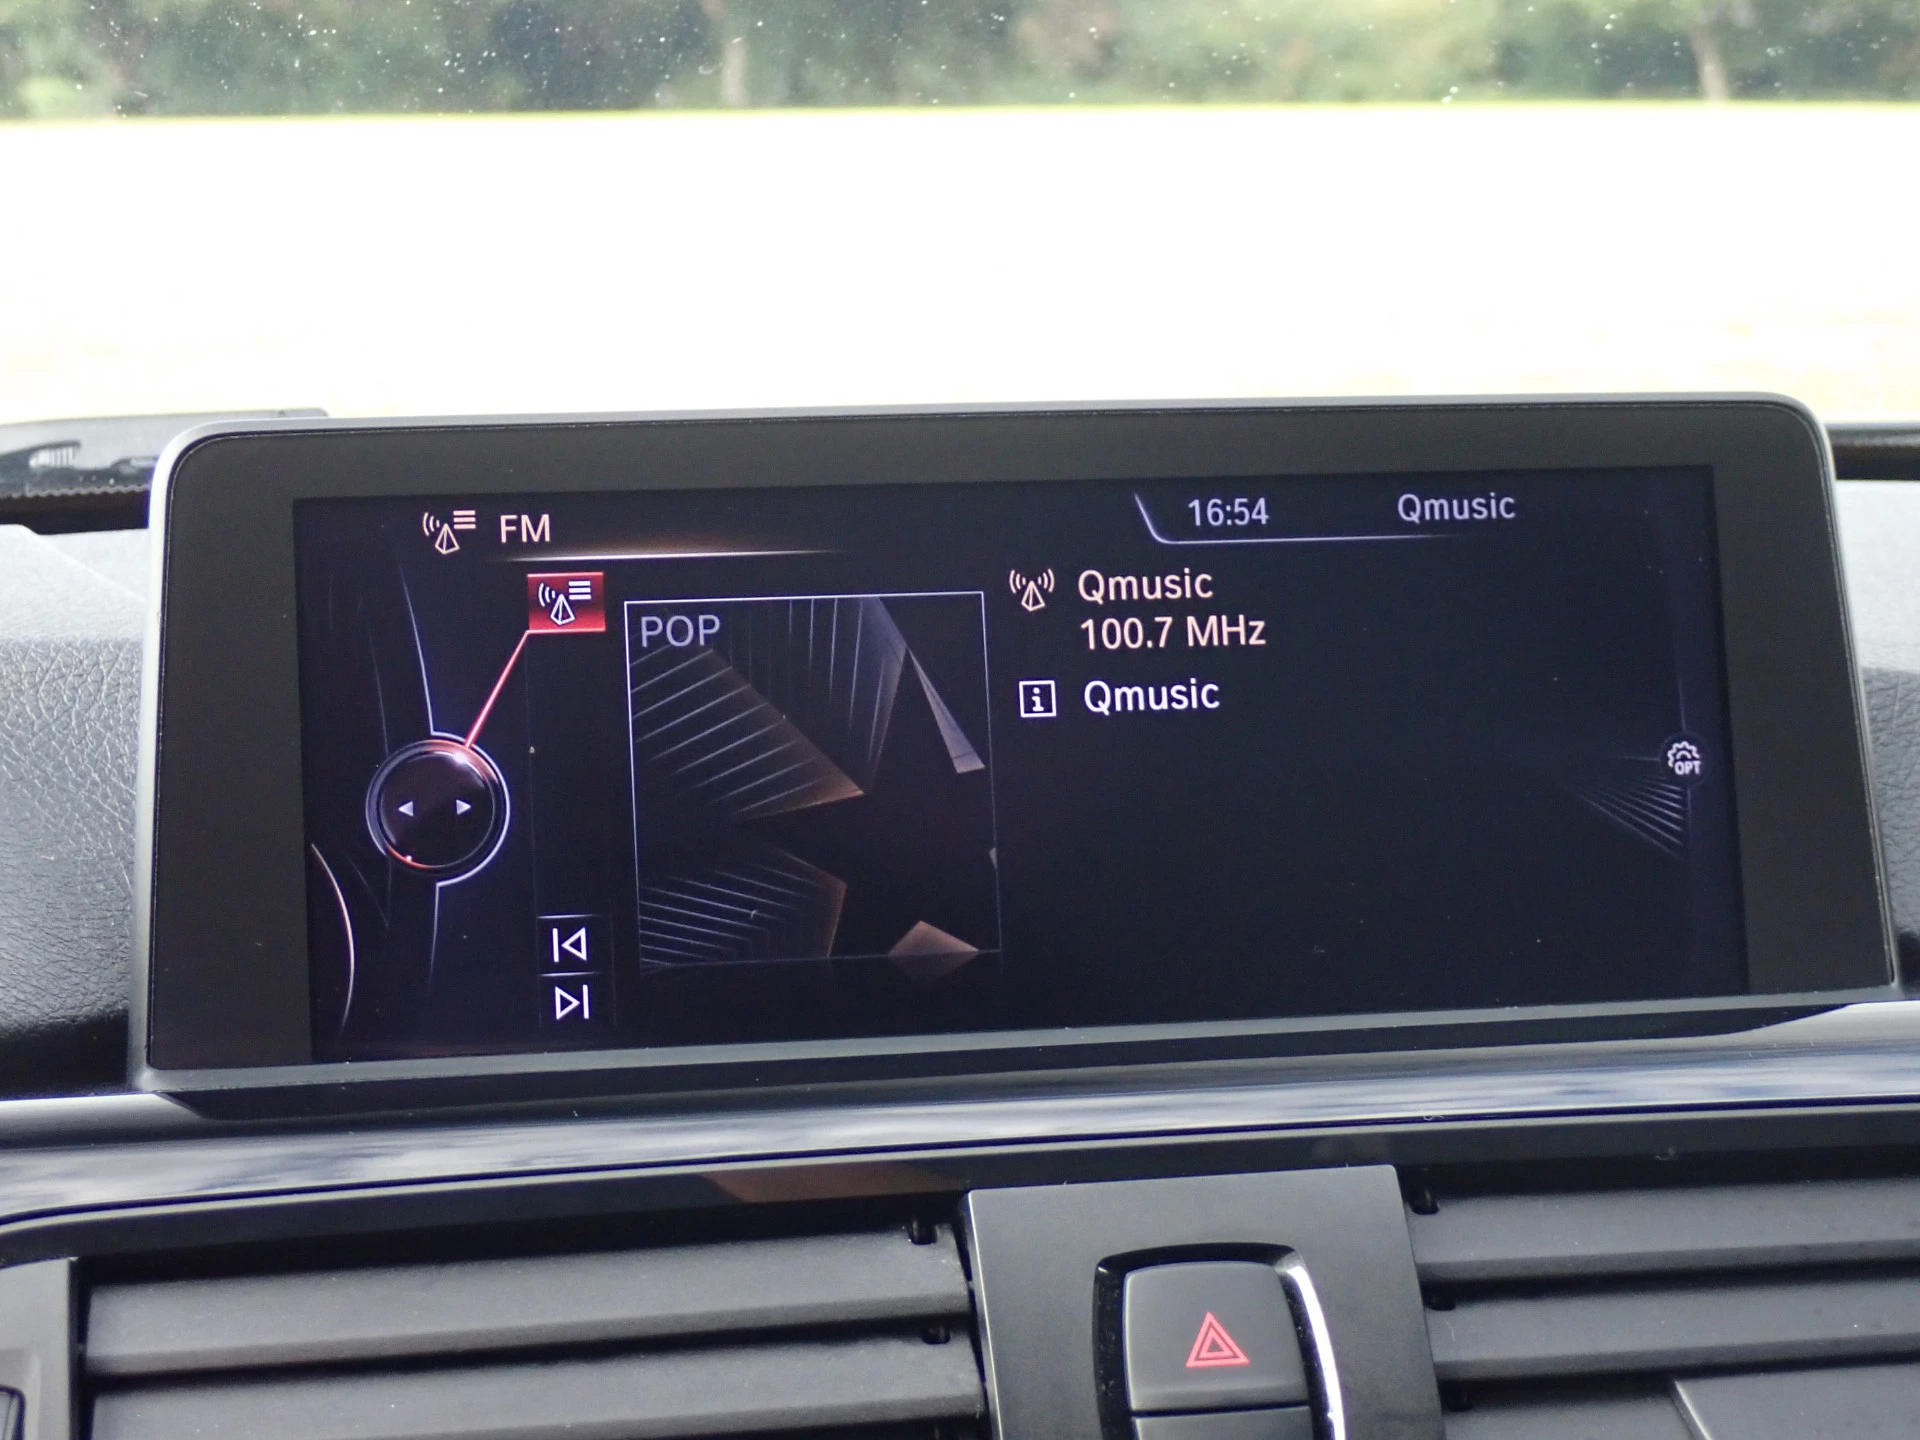 FM
16:54
Qmusic
POP
Qmusic
100.7 MHz
i Qmusic
OPT